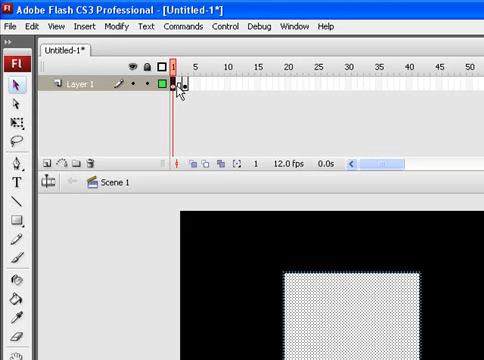 Adobe Flash CS3 Professional - [Untitled-1*]
File Edit View Insert Modify Text Commands Control Debug Window Help
Fl
Untitled-1*
1 5 10 15 20 25 30 35 40 45 50
Layer 1
1 12.0 fps 0.0s
Scene 1
T